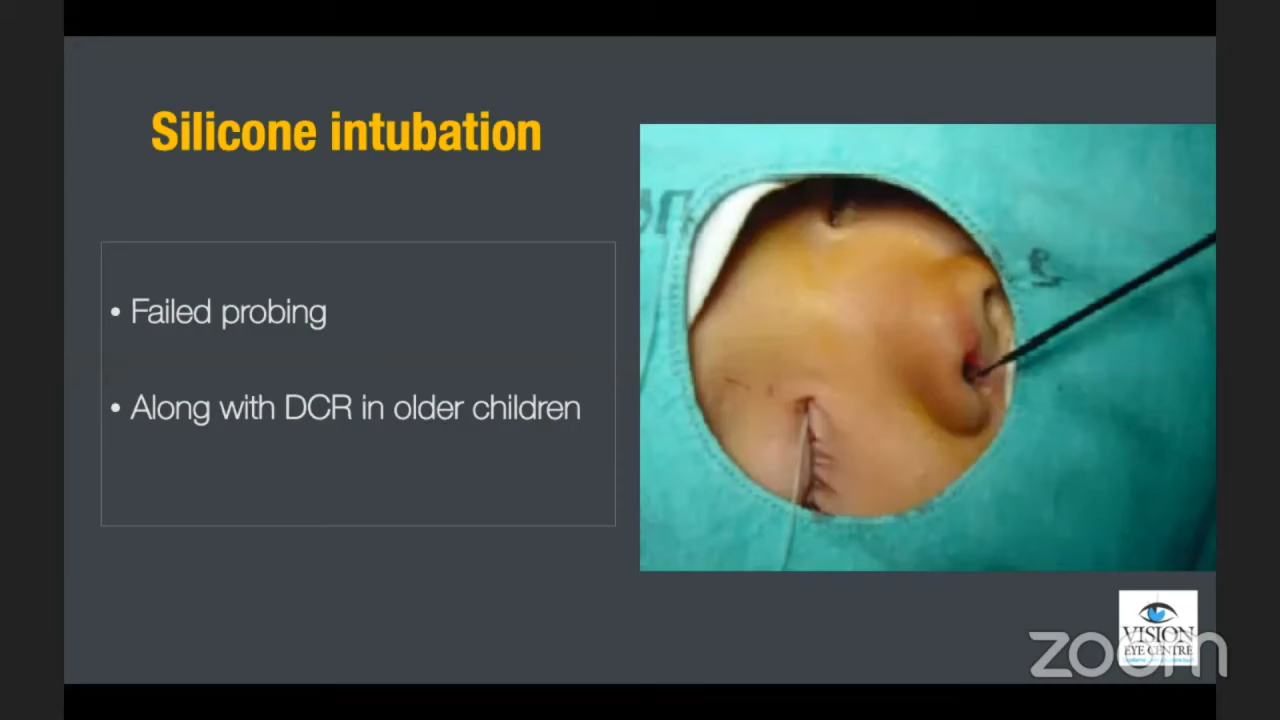 Silicone intubation
• Failed probing
• Along with DCR in older children
VISION
EYE CENTRE
zoom